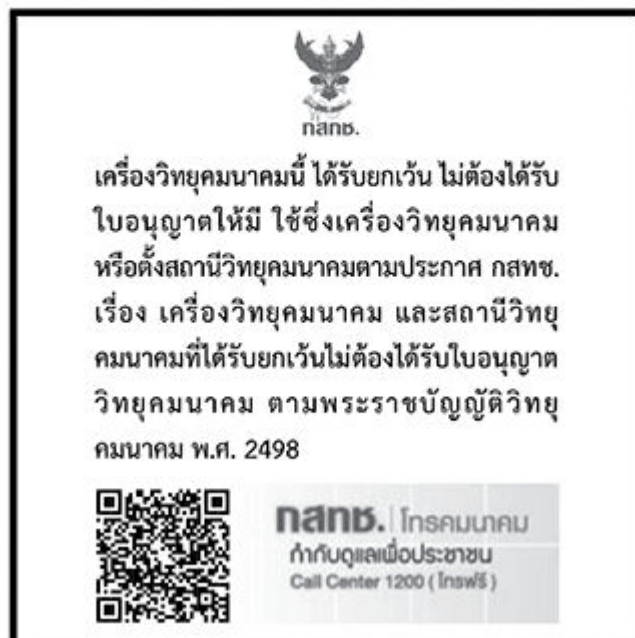 กสทช.
เครื่องวิทยุคมนาคมนี้ ได้รับยกเว้น ไม่ต้องได้รับ
ใบอนุญาตให้มี ใช้ซึ่งเครื่องวิทยุคมนาคม
หรือตั้งสถานีวิทยุคมนาคมตามประกาศ กสทช.
เรื่อง เครื่องวิทยุคมนาคม และสถานีวิทยุ
คมนาคมที่ได้รับยกเว้นไม่ต้องได้รับใบอนุญาต
วิทยุคมนาคม ตามพระราชบัญญัติวิทยุ
คมนาคม พ.ศ. 2498
กสทช. | โทรคมนาคม
กำกับดูแลเพื่อประชาชน
Call Center 1200 ( โทรฟรี )